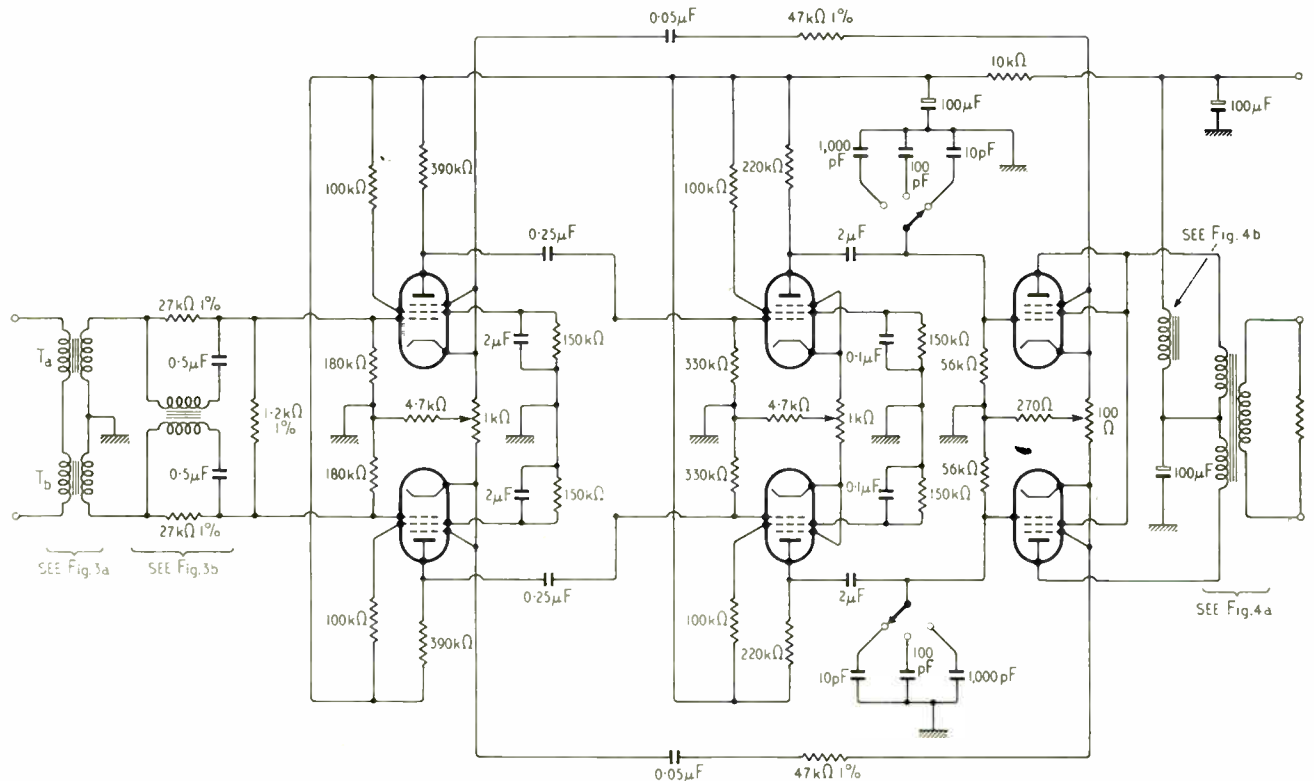 0·05µF
47kΩ 1%
10kΩ
100µF
100µF
1,000 pF
100 pF
10pF
390kΩ
100kΩ
220kΩ
100kΩ
SEE Fig. 4b
0·25µF
2µF
27kΩ 1%
Ta
0·5µF
180kΩ
2µF
150kΩ
330kΩ
0·1µF
150kΩ
56kΩ
1·2kΩ 1%
4·7kΩ
1kΩ
4·7kΩ
1kΩ
270Ω
100 Ω
Tb
0·5µF
180kΩ
2µF
150kΩ
330kΩ
0·1µF
150kΩ
56kΩ
100µF
27kΩ 1%
SEE Fig.3a
SEE Fig.3b
0·25µF
2µF
SEE Fig.4a
100kΩ
390kΩ
100kΩ
220kΩ
10pF
100 pF
1,000pF
0·05µF
47kΩ 1%